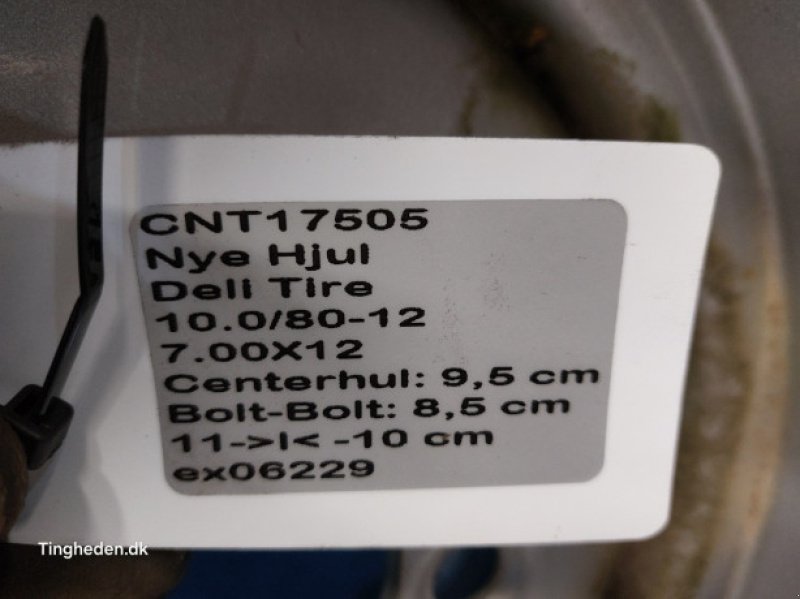 CNT17505
Nye Hjul
Deli Tire
10.0/80-12
7.00X12
Centerhul: 9,5 cm
Bolt-Bolt: 8,5 cm
11->I< -10 cm
ex06229
Tingheden.dk